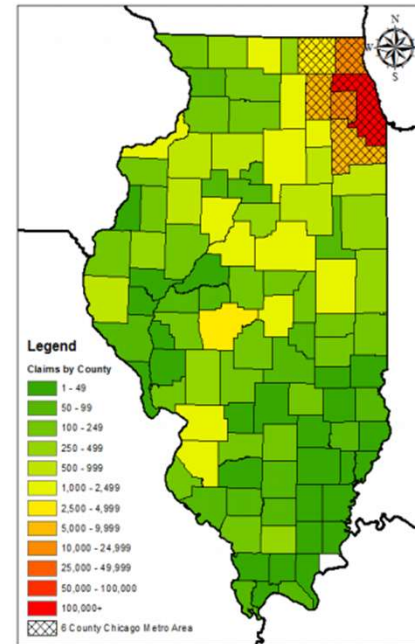 N
W
Legend
Claims by County
1 - 49
50 - 99
100 - 249
250 - 499
500 - 999
1,000 - 2,499
2,500 - 4,999
5,000 - 9,999
10,000 - 24,999
25,000 - 49,999
50,000 - 100,000
100,000+
6 County Chicago Metro Area